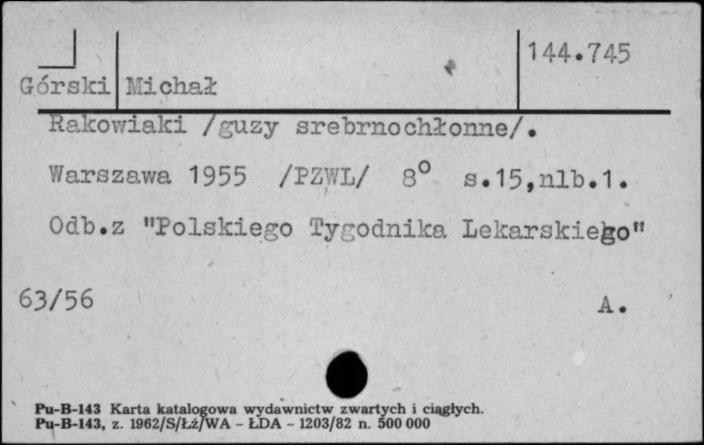 144.745
Górski Michał
Rakowiaki /guzy srebrnochłonne/.
Warszawa 1955 /PZWL/ 8° s.15,nlb.1.
Odb.z "Polskiego Tygodnika Lekarskiego"
63/56 A.
Pu-B-143 Karta katalogowa wydawnictw zwartych i ciągłych.
Pu-B-143, z. 1962/S/Łź/WA - ŁDA - 1203/82 n. 500 000